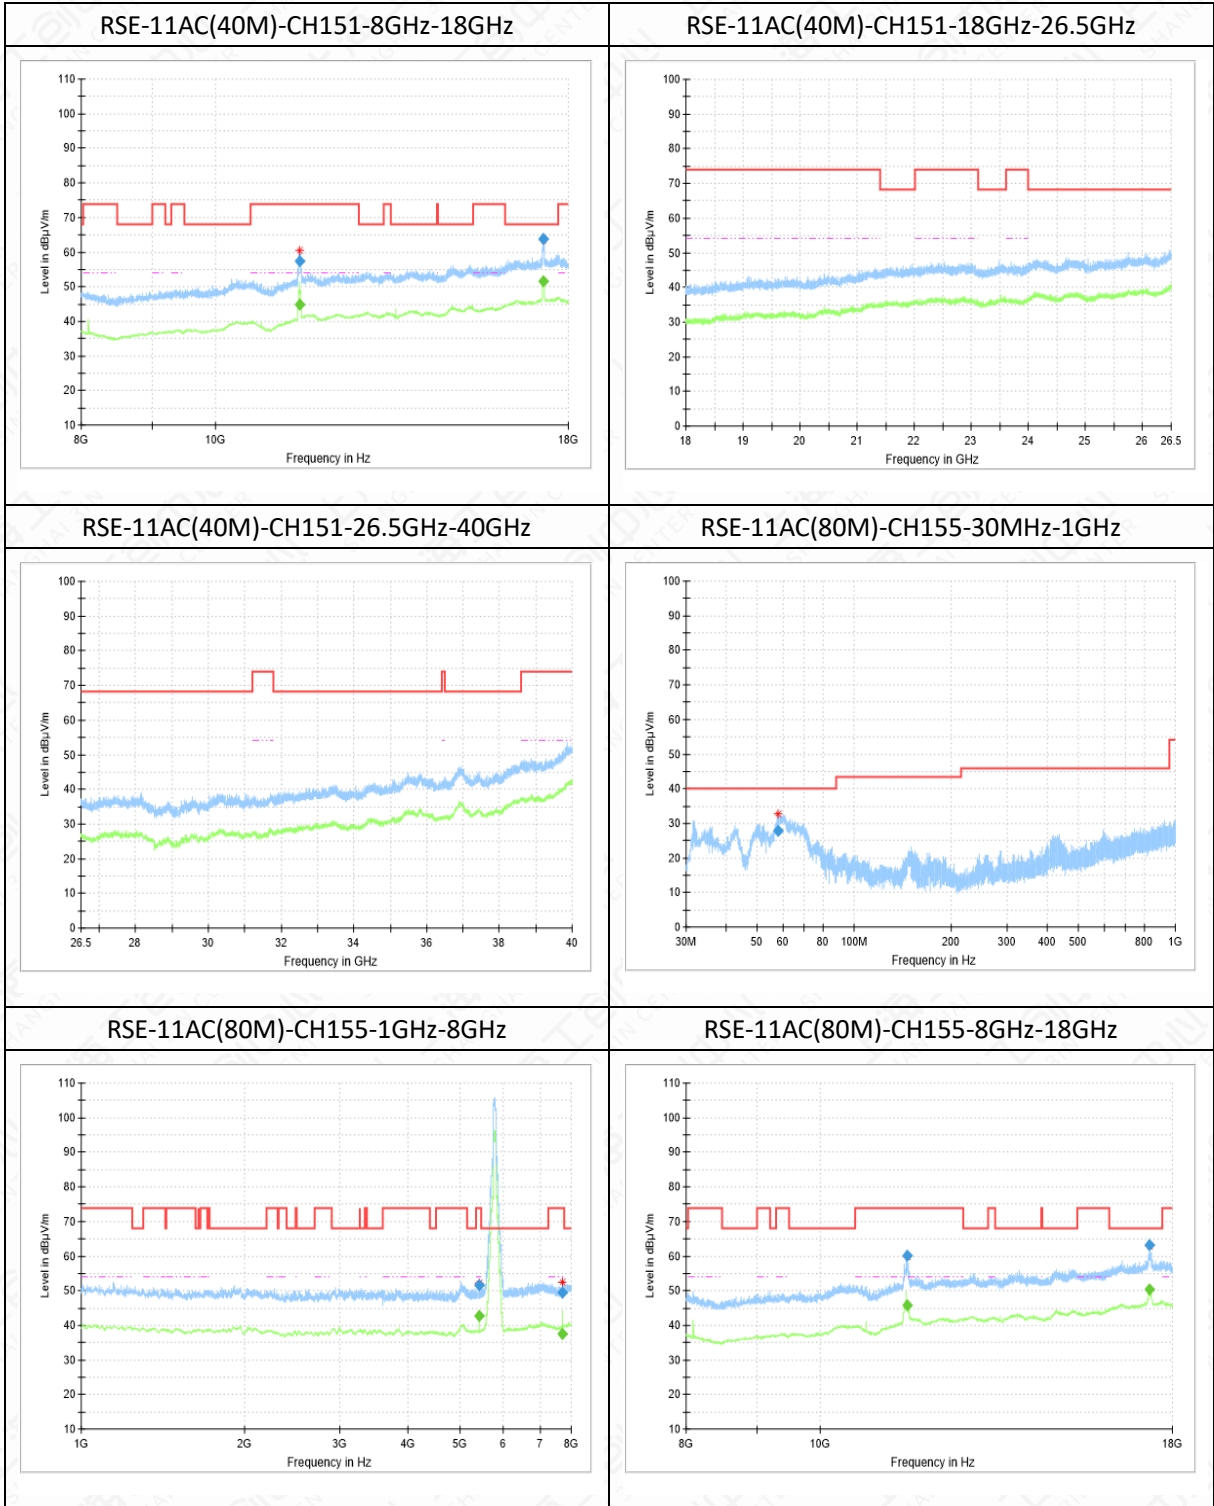 RSE-11AC(40M)-CH151-8GHz-18GHz
RSE-11AC(40M)-CH151-18GHz-26.5GHz
110
100
90
80
70
60
50
40
30
20
10
Level in dBµV/m
8G 10G 18G
Frequency in Hz
100
90
80
70
60
50
40
30
20
10
0
Level in dBµV/m
18 19 20 21 22 23 24 25 26 26.5
Frequency in GHz
RSE-11AC(40M)-CH151-26.5GHz-40GHz
RSE-11AC(80M)-CH155-30MHz-1GHz
100
90
80
70
60
50
40
30
20
10
0
Level in dBµV/m
26.5 28 30 32 34 36 38 40
Frequency in GHz
100
90
80
70
60
50
40
30
20
10
0
Level in dBµV/m
30M 50 60 80 100M 200 300 400 500 800 1G
Frequency in Hz
RSE-11AC(80M)-CH155-1GHz-8GHz
RSE-11AC(80M)-CH155-8GHz-18GHz
110
100
90
80
70
60
50
40
30
20
10
Level in dBµV/m
1G 2G 3G 4G 5G 6 7 8G
Frequency in Hz
110
100
90
80
70
60
50
40
30
20
10
Level in dBµV/m
8G 10G 18G
Frequency in Hz